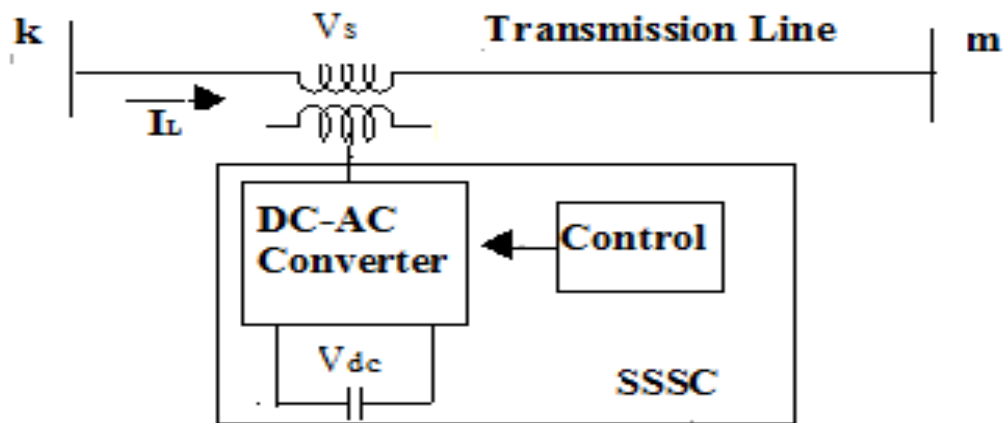 k
Vs
Transmission Line
m
IL
DC-AC
Converter
Control
Vdc
SSSC